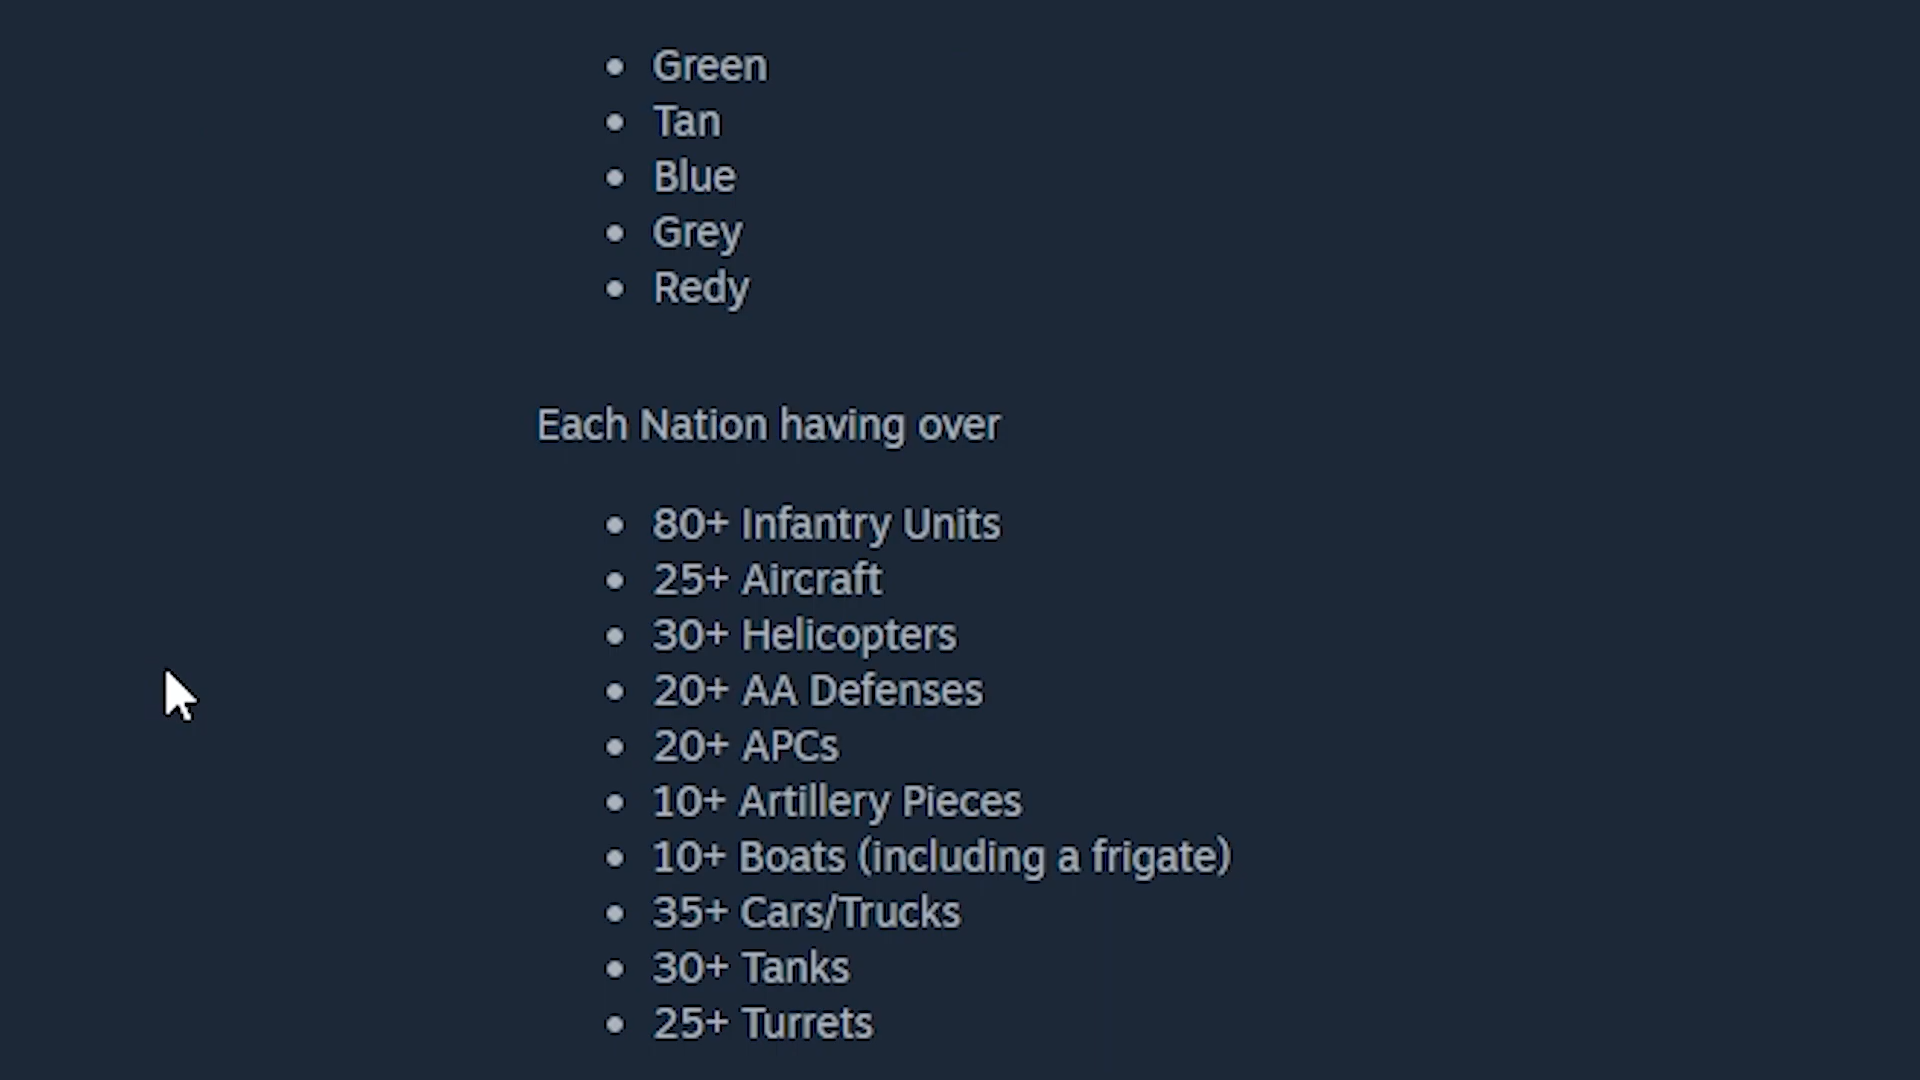 Green
Tan
Blue
Grey
Redy
Each Nation having over
80+ Infantry Units
25+ Aircraft
30+ Helicopters
20+ AA Defenses
20+ APCs
10+ Artillery Pieces
10+ Boats (including a frigate)
35+ Cars/Trucks
30+ Tanks
25+ Turrets